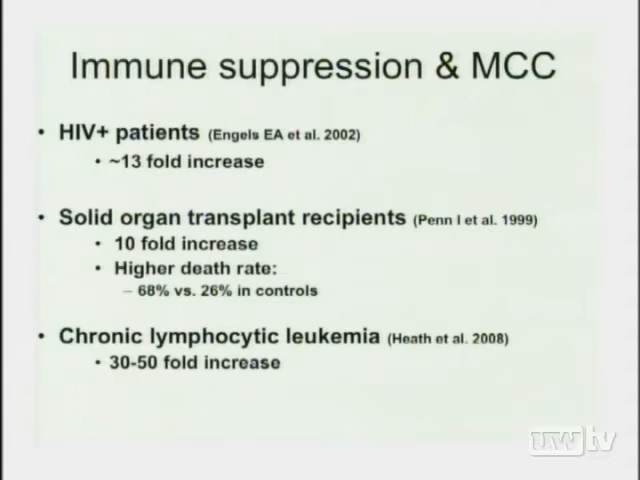 Immune suppression & MCC
• HIV+ patients (Engels EA et al. 2002)
• ~13 fold increase
• Solid organ transplant recipients (Penn I et al. 1999)
• 10 fold increase
• Higher death rate:
– 68% vs. 26% in controls
• Chronic lymphocytic leukemia (Heath et al. 2008)
• 30-50 fold increase
uwtv